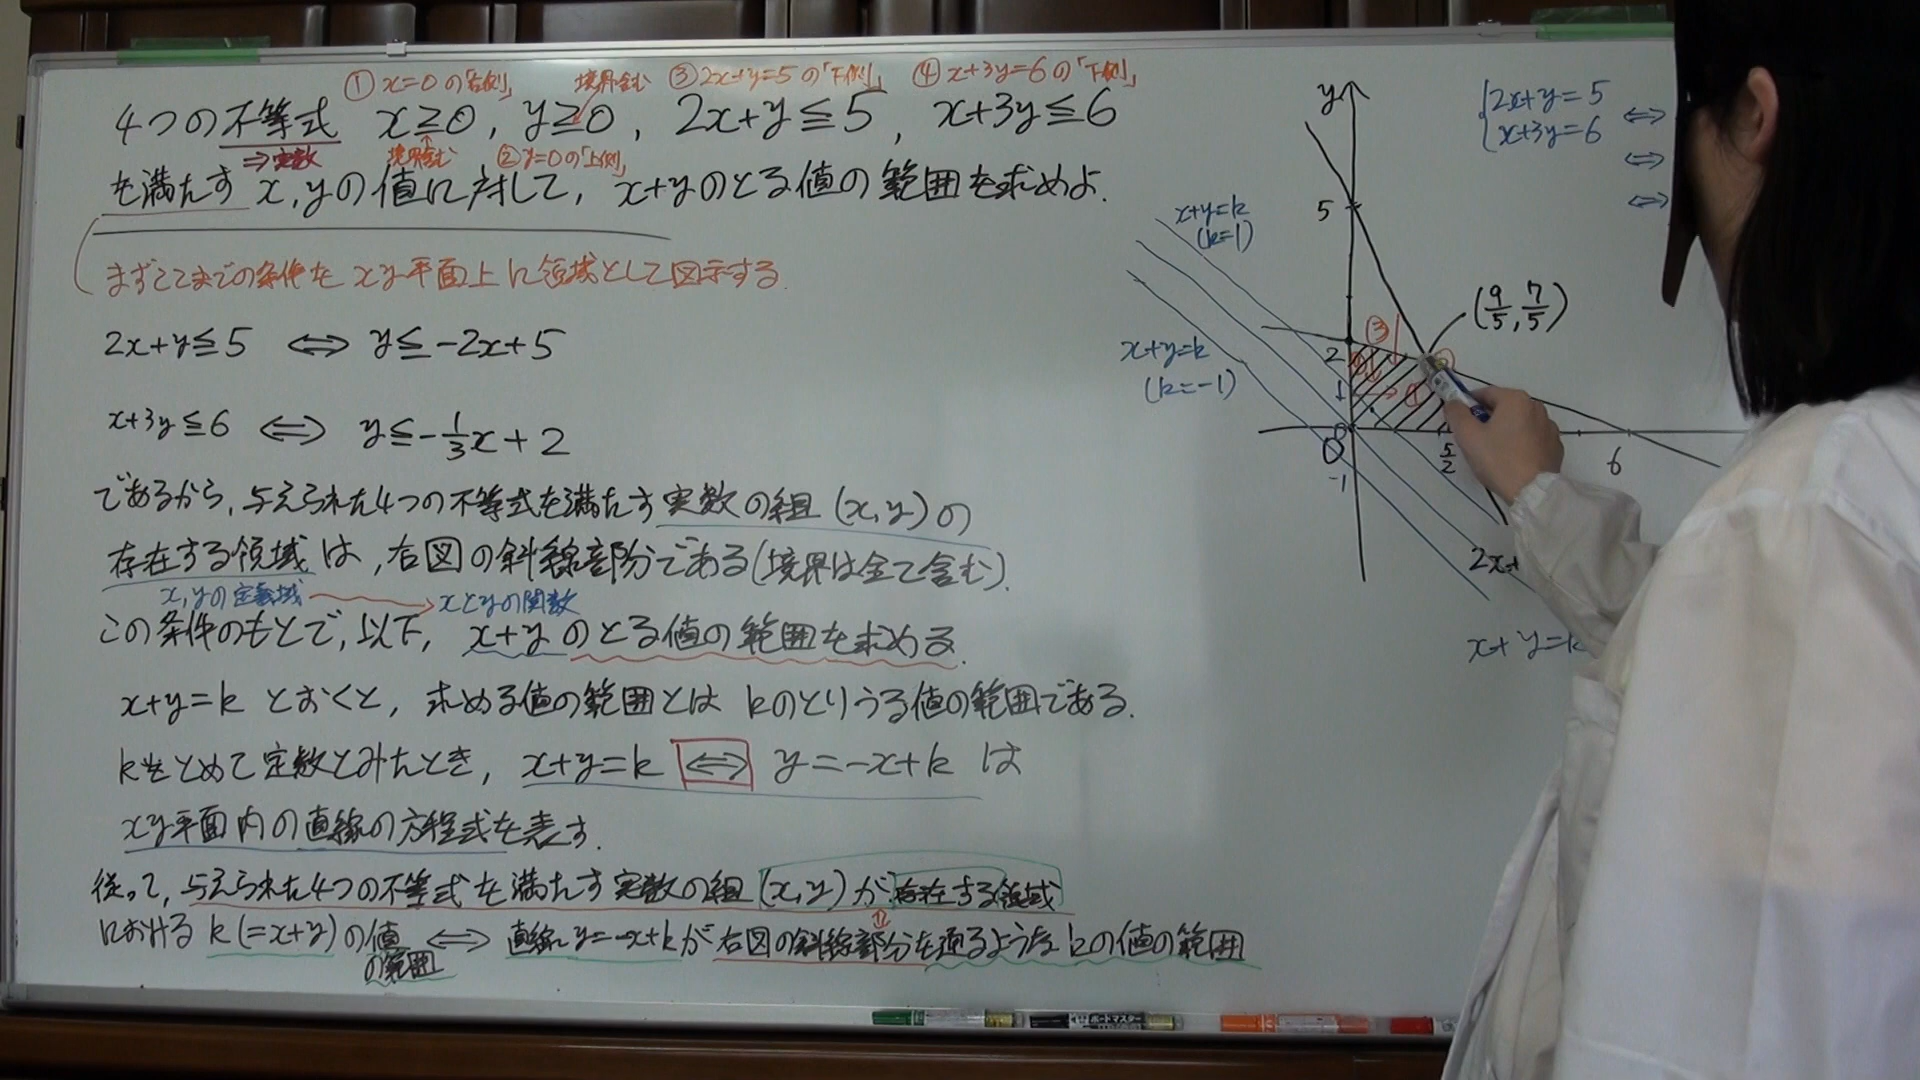 ① x=0の「右側」 境界含む ③ 2x+y=5の「下側」 ④ x+3y=6の「下側」
4つの不等式 x≧0, y≧0, 2x+y≦5, x+3y≦6
⇒実数 境界含む ② y=0の「上側」
を満たす x,yの値に対して, x+yのとる値の範囲を求めよ.
まずここまでの条件を xy平面上に領域として図示する.
2x+y≦5 ⇔ y≦-2x+5
x+3y≦6 ⇔ y≦-1/3x+2
であるから, 与えられた4つの不等式を満たす実数の組(x,y)の
存在する領域は, 右図の斜線部分である(境界は全て含む).
x,yの定義域 → xとyの関数
この条件のもとで, 以下, x+yのとる値の範囲を求める.
x+y=k とおくと, 求める値の範囲とは kのとりうる値の範囲である.
kをとめて定数とみたとき, x+y=k ⇔ y=-x+k は
xy平面内の直線の方程式を表す.
従って, 与えられた4つの不等式を満たす実数の組(x,y)が存在する領域
における k(=x+y)の値の範囲 ⇔ 直線y=-x+kが右図の斜線部分を通るようなkの値の範囲
y
2x+y=5 ⇔
x+3y=6
⇔
⇔
x+y=k
(k=1)
5
(9/5, 7/5)
③
x+y=k
(k=-1)
2
1
O
-1
5/2
6
2x+
x+y=k
ボードマスター